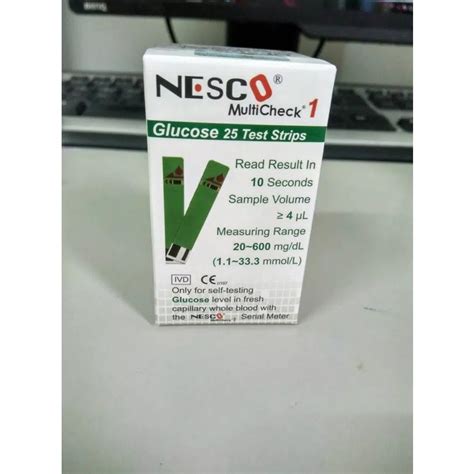 BenQ
NESCO®
MultiCheck® 1
Glucose 25 Test Strips
Read Result In
10 Seconds
Sample Volume
≥ 4 µL
Measuring Range
20~600 mg/dL
(1.1~33.3 mmol/L)
IVD CE
Only for self-testing
Glucose level in fresh
capillary whole blood with
the NESCO Serial Meter